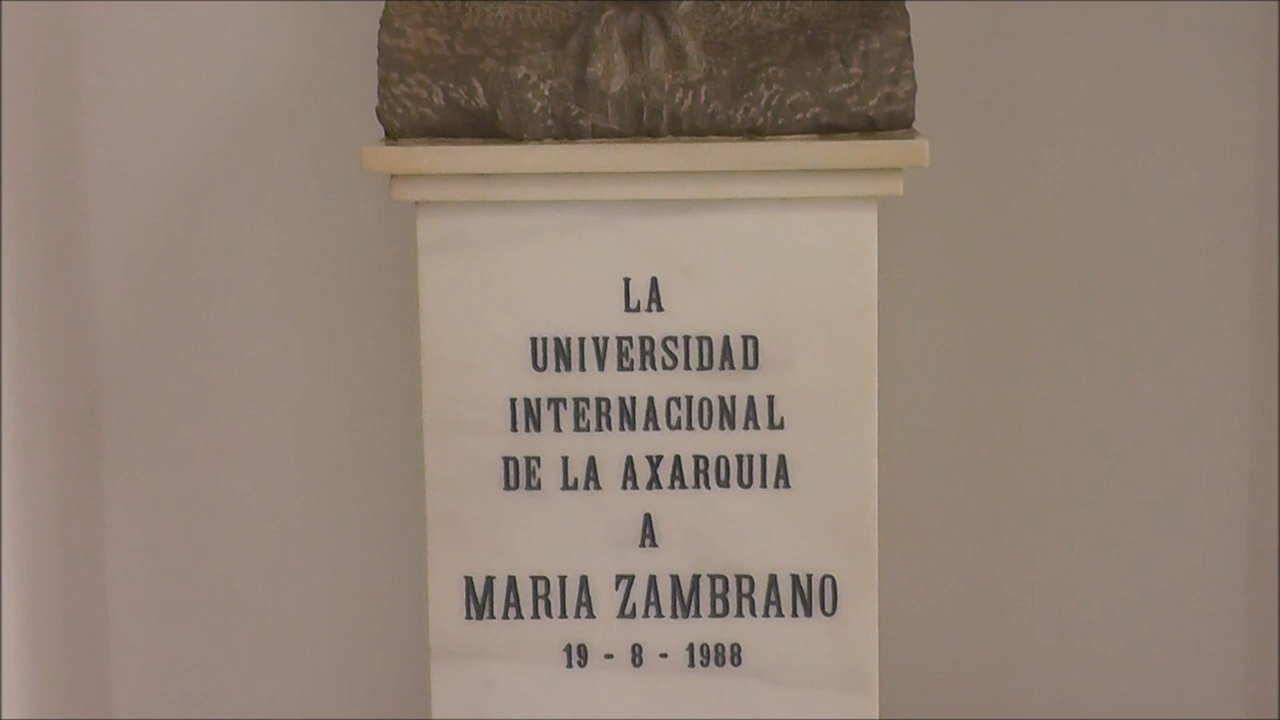 LA
UNIVERSIDAD
INTERNACIONAL
DE LA AXARQUIA
A
MARIA ZAMBRANO
19 - 8 - 1988